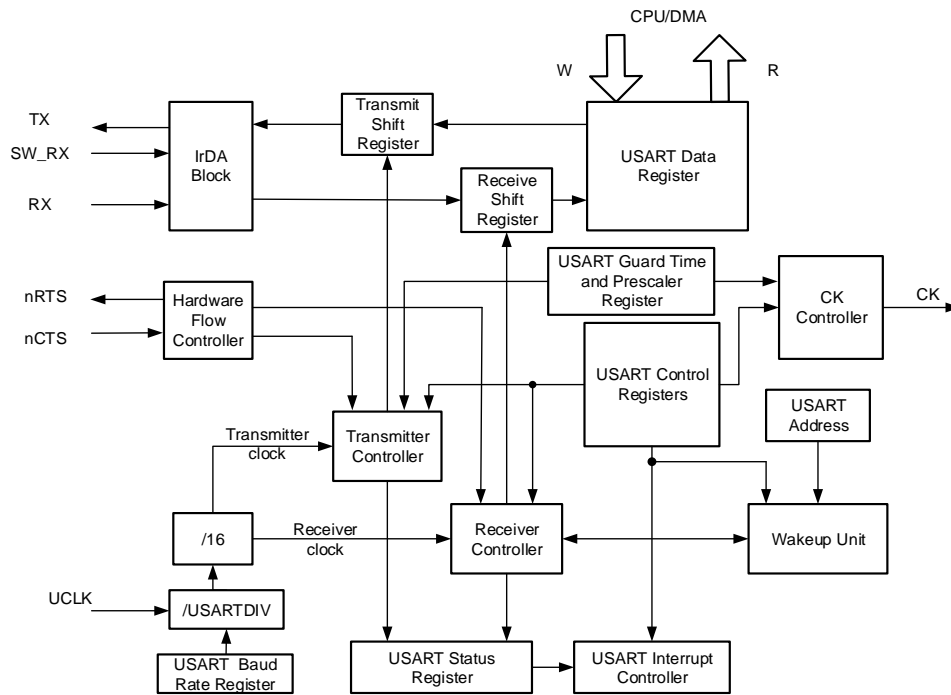 CPU/DMA
W
R
TX
SW_RX
RX
IrDA
Block
Transmit
Shift
Register
Receive
Shift
Register
USART Data
Register
nRTS
nCTS
Hardware
Flow
Controller
USART Guard Time
and Prescaler
Register
CK
Controller
CK
USART Control
Registers
USART
Address
Transmitter
clock
Transmitter
Controller
/16
Receiver
clock
Receiver
Controller
Wakeup Unit
UCLK
/USARTDIV
USART Baud
Rate Register
USART Status
Register
USART Interrupt
Controller